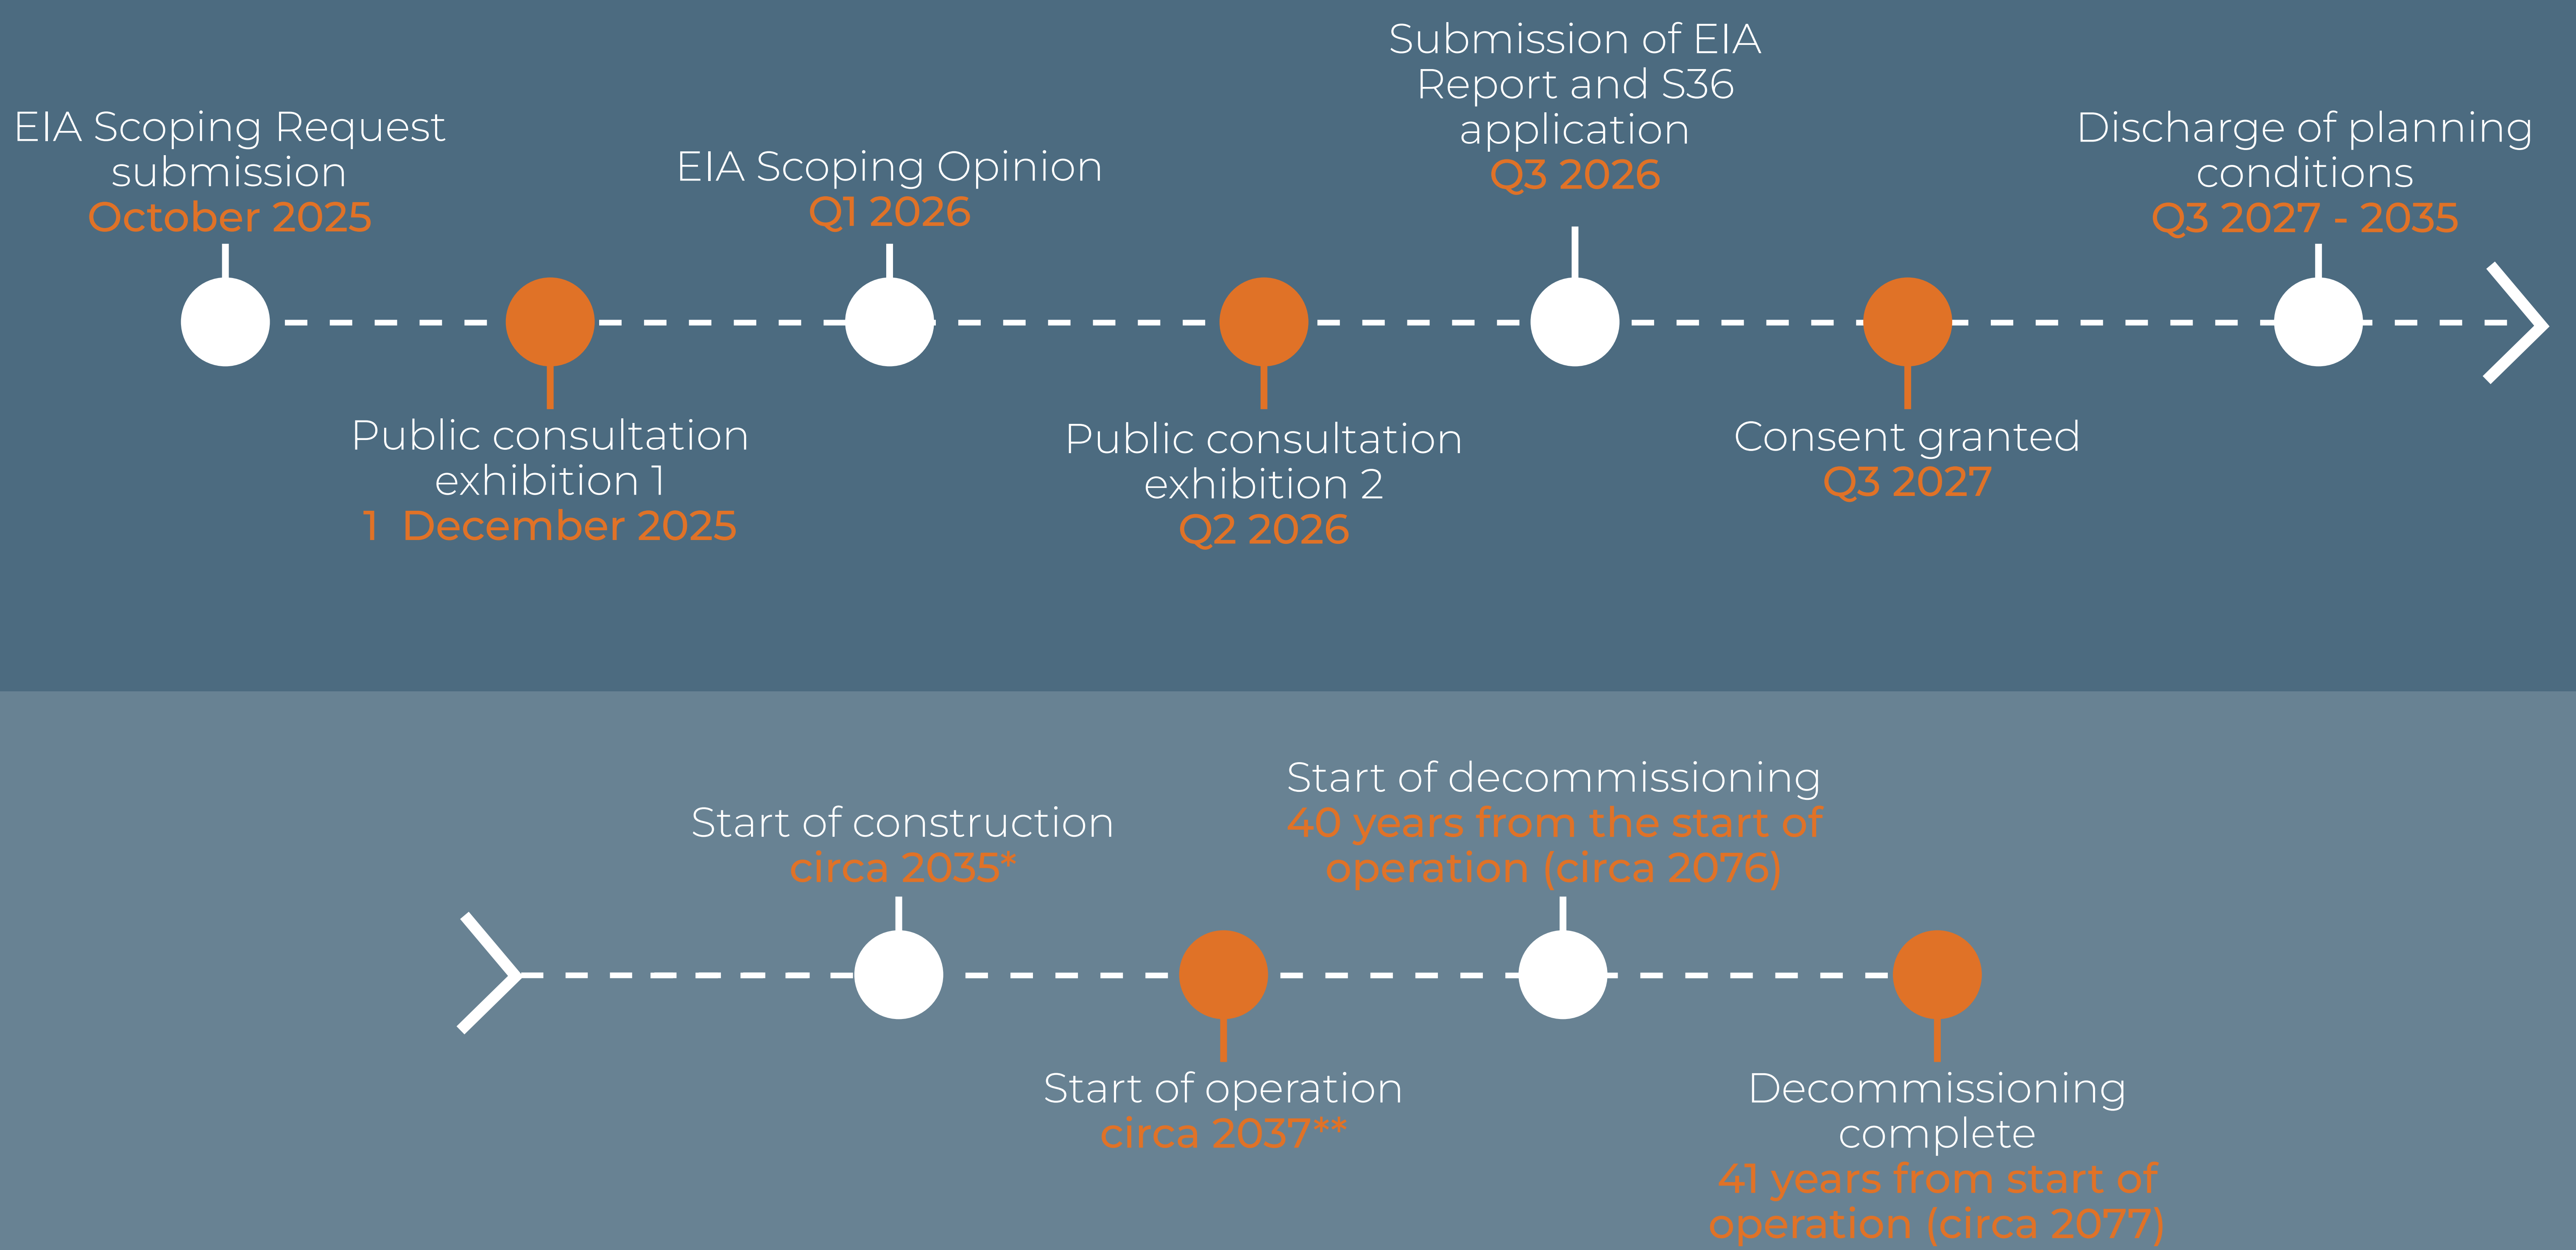 EIA Scoping Request
submission
October 2025
Public consultation
exhibition 1
1  December 2025
EIA Scoping Opinion
Q1 2026
Public consultation
exhibition 2
Q2 2026
Submission of EIA
Report and S36
application
Q3 2026
Consent granted
Q3 2027
Discharge of planning
conditions
Q3 2027 - 2035
Start of construction
circa 2035*
Start of operation
circa 2037**
Start of decommissioning
40 years from the start of
operation (circa 2076)
Decommissioning
complete
41 years from start of
operation (circa 2077)